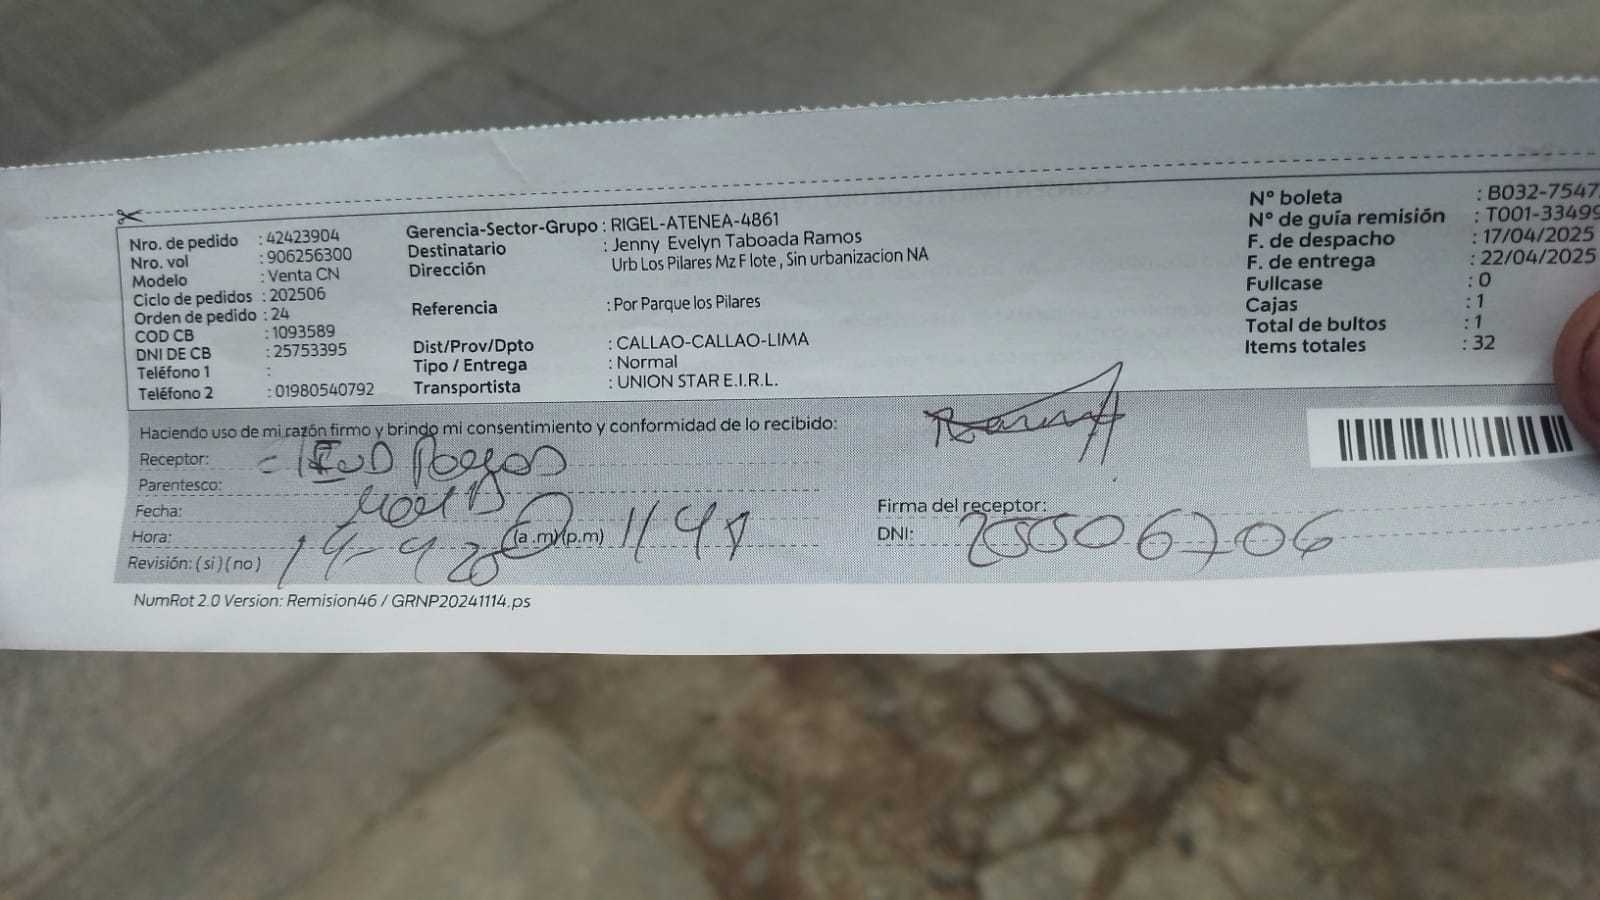 Nro. de pedido : 42423904
Nro. vol : 906256300
Modelo : Venta CN
Ciclo de pedidos : 202506
Orden de pedido : 24
COD CB : 1093589
DNI DE CB : 25753395
Teléfono 1 :
Teléfono 2 : 01980540792
Gerencia-Sector-Grupo : RIGEL-ATENEA-4861
Destinatario : Jenny Evelyn Taboada Ramos
Dirección Urb Los Pilares Mz F lote , Sin urbanizacion NA
Referencia : Por Parque los Pilares
Dist/Prov/Dpto : CALLAO-CALLAO-LIMA
Tipo / Entrega : Normal
Transportista : UNION STAR E.I.R.L.
Nº boleta : B032-7547
Nº de guía remisión : T001-33499
F. de despacho : 17/04/2025
F. de entrega : 22/04/2025
Fullcase : 0
Cajas : 1
Total de bultos : 1
Items totales : 32
Haciendo uso de mi razón firmo y brindo mi consentimiento y conformidad de lo recibido:
Receptor:
Parentesco:
Fecha:
Hora: (a .m)(p.m)
Revisión: ( si ) ( no )
Firma del receptor:
DNI: 25506706
NumRot 2.0 Version: Remision46 / GRNP20241114.ps